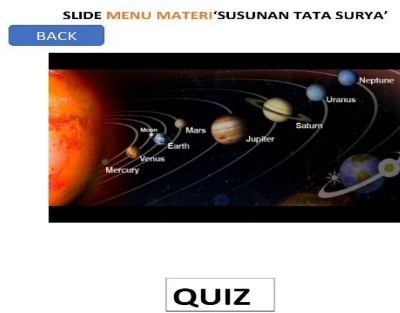 SLIDE MENU MATERI‘SUSUNAN TATA SURYA’
BACK
Neptune
Uranus
Saturn
Jupiter
Mars
Moon
Earth
Venus
Mercury
QUIZ